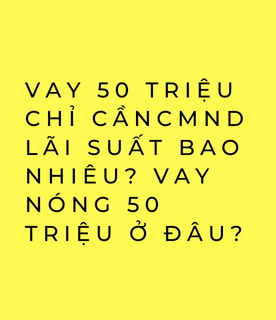 VAY 50 TRIỆU
CHỈ CẦNCMND
LÃI SUẤT BAO
NHIÊU? VAY
NÓNG 50
TRIỆU Ở ĐÂU?